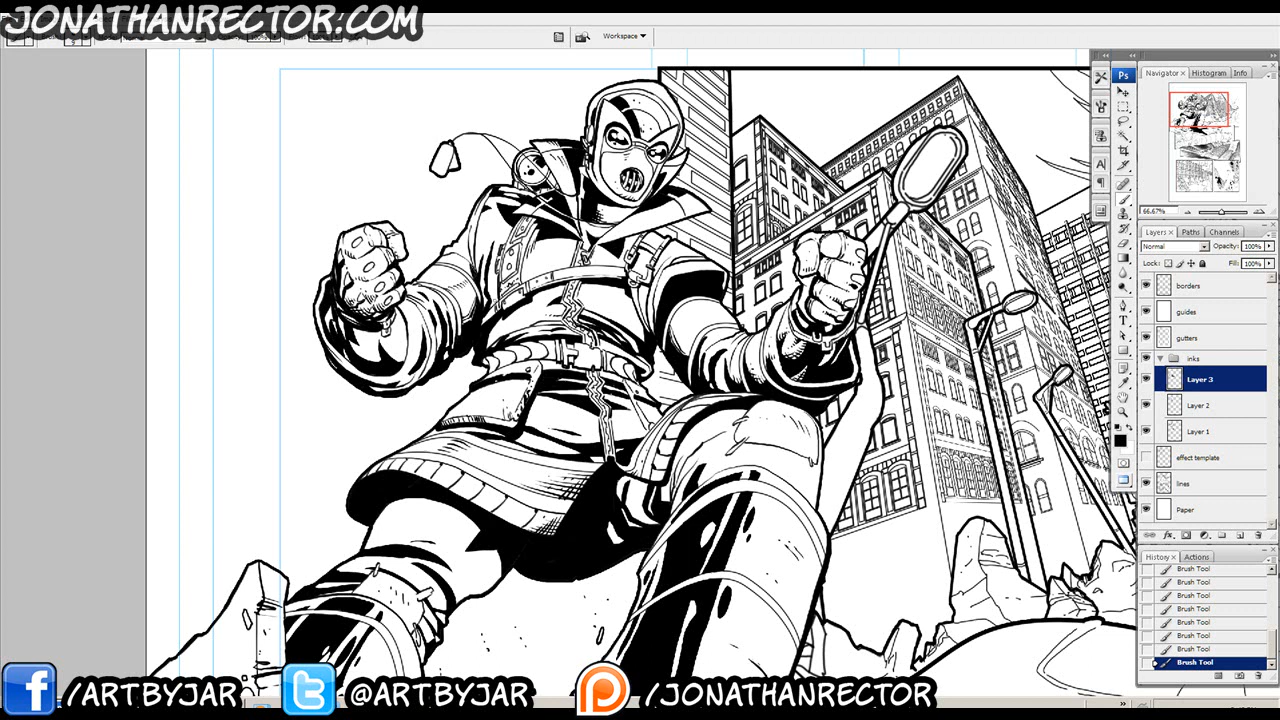 JONATHANRECTOR.COM
Workspace
Ps
Navigator × Histogram Info
66.67%
Layers × Paths Channels
Normal Opacity: 100%
Lock: Fill: 100%
borders
guides
gutters
inks
Layer 3
Layer 2
Layer 1
effect template
lines
Paper
History × Actions
Brush Tool
Brush Tool
Brush Tool
Brush Tool
Brush Tool
Brush Tool
Brush Tool
Brush Tool
f /ARTBYJAR
@ARTBYJAR
/JONATHANRECTOR